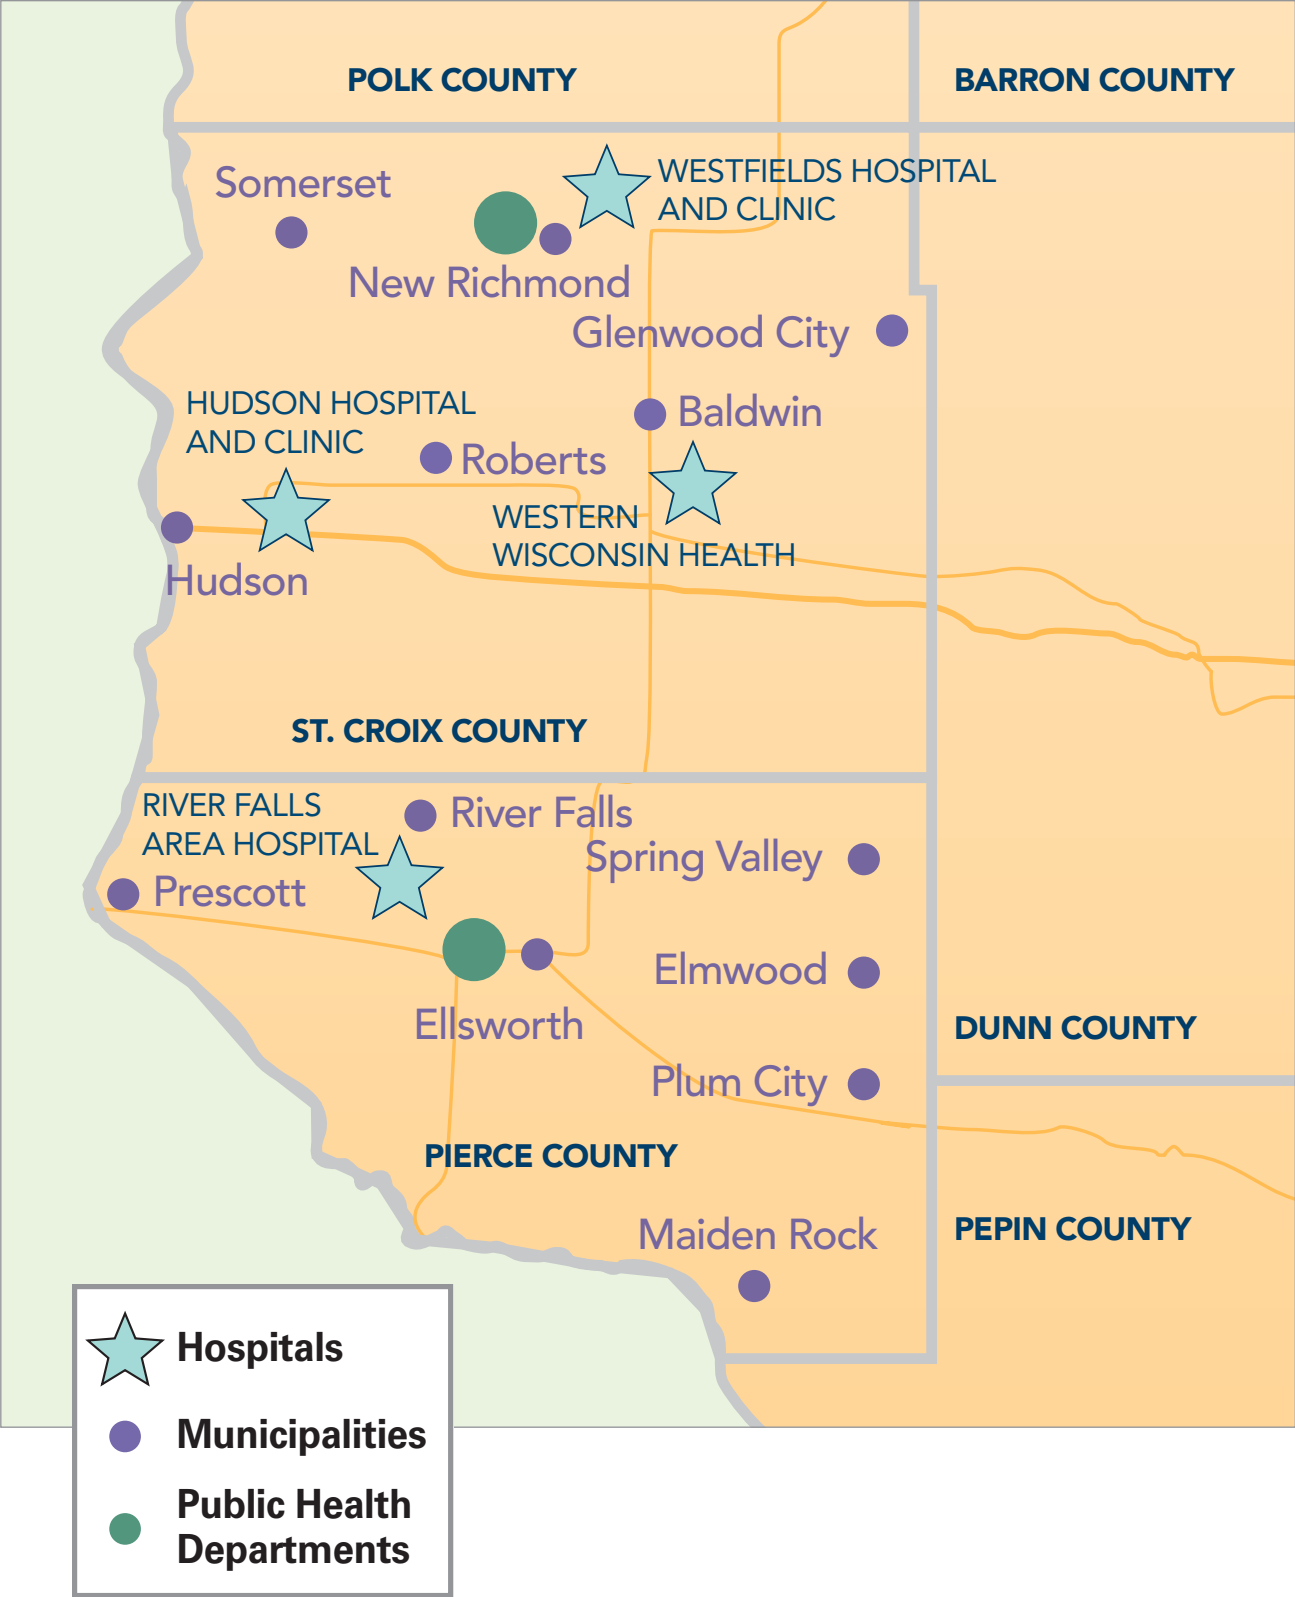 POLK COUNTY
BARRON COUNTY
WESTFIELDS HOSPITAL
AND CLINIC
Somerset
New Richmond
Glenwood City
HUDSON HOSPITAL
AND CLINIC
Baldwin
Roberts
WESTERN
WISCONSIN HEALTH
Hudson
ST. CROIX COUNTY
RIVER FALLS
AREA HOSPITAL
River Falls
Spring Valley
Prescott
Elmwood
Ellsworth
DUNN COUNTY
Plum City
PIERCE COUNTY
PEPIN COUNTY
Maiden Rock
Hospitals
Municipalities
Public Health
Departments